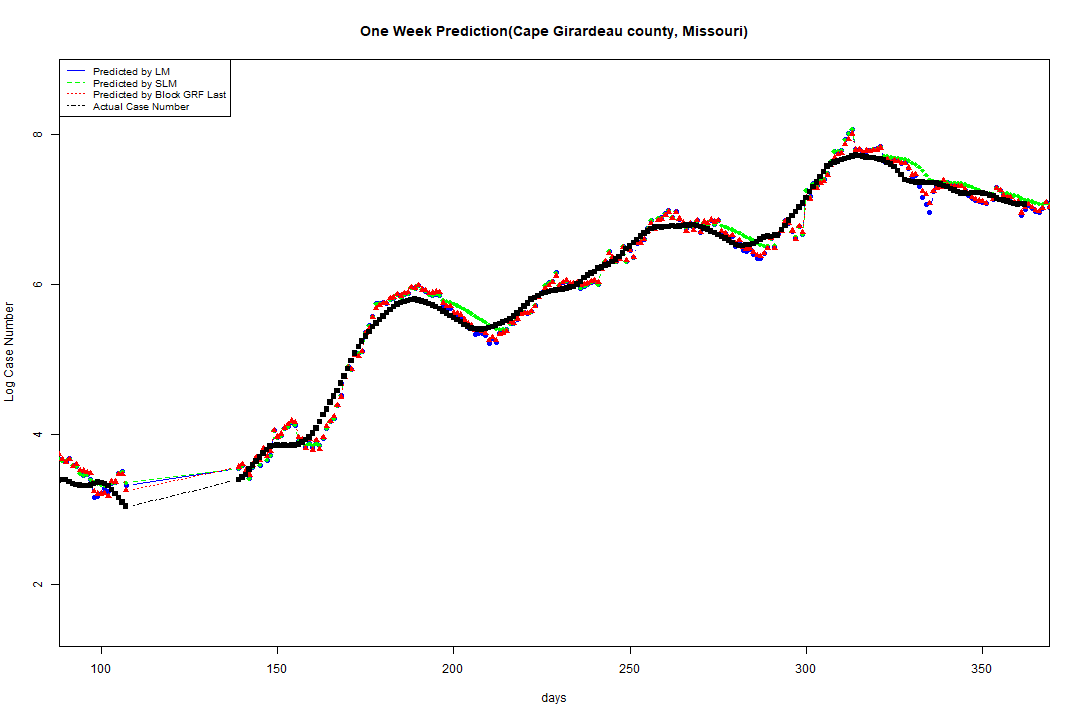 One Week Prediction(Cape Girardeau county, Missouri)
Predicted by LM
Predicted by SLM
Predicted by Block GRF Last
Actual Case Number
8
6
4
2
Log Case Number
100 150 200 250 300 350
days